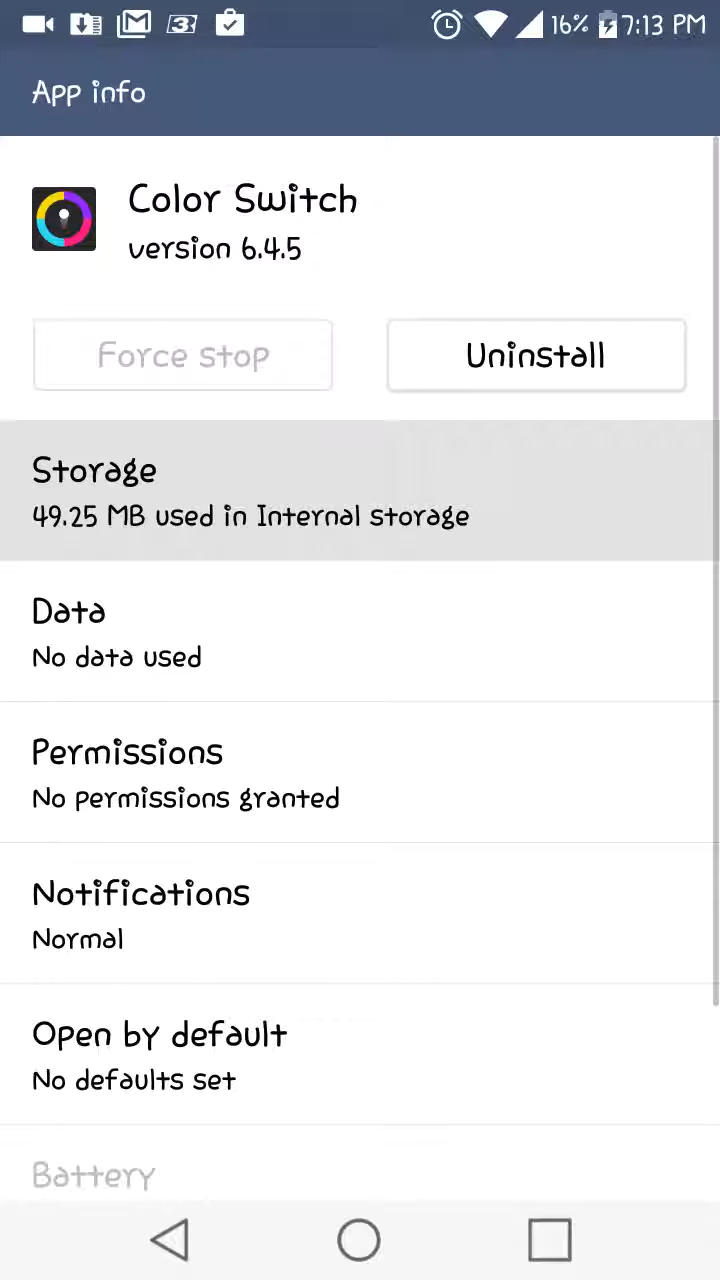 16% 7:13 PM
App info
Color Switch
version 6.4.5
Force stop
Uninstall
Storage
49.25 MB used in Internal storage
Data
No data used
Permissions
No permissions granted
Notifications
Normal
Open by default
No defaults set
Battery